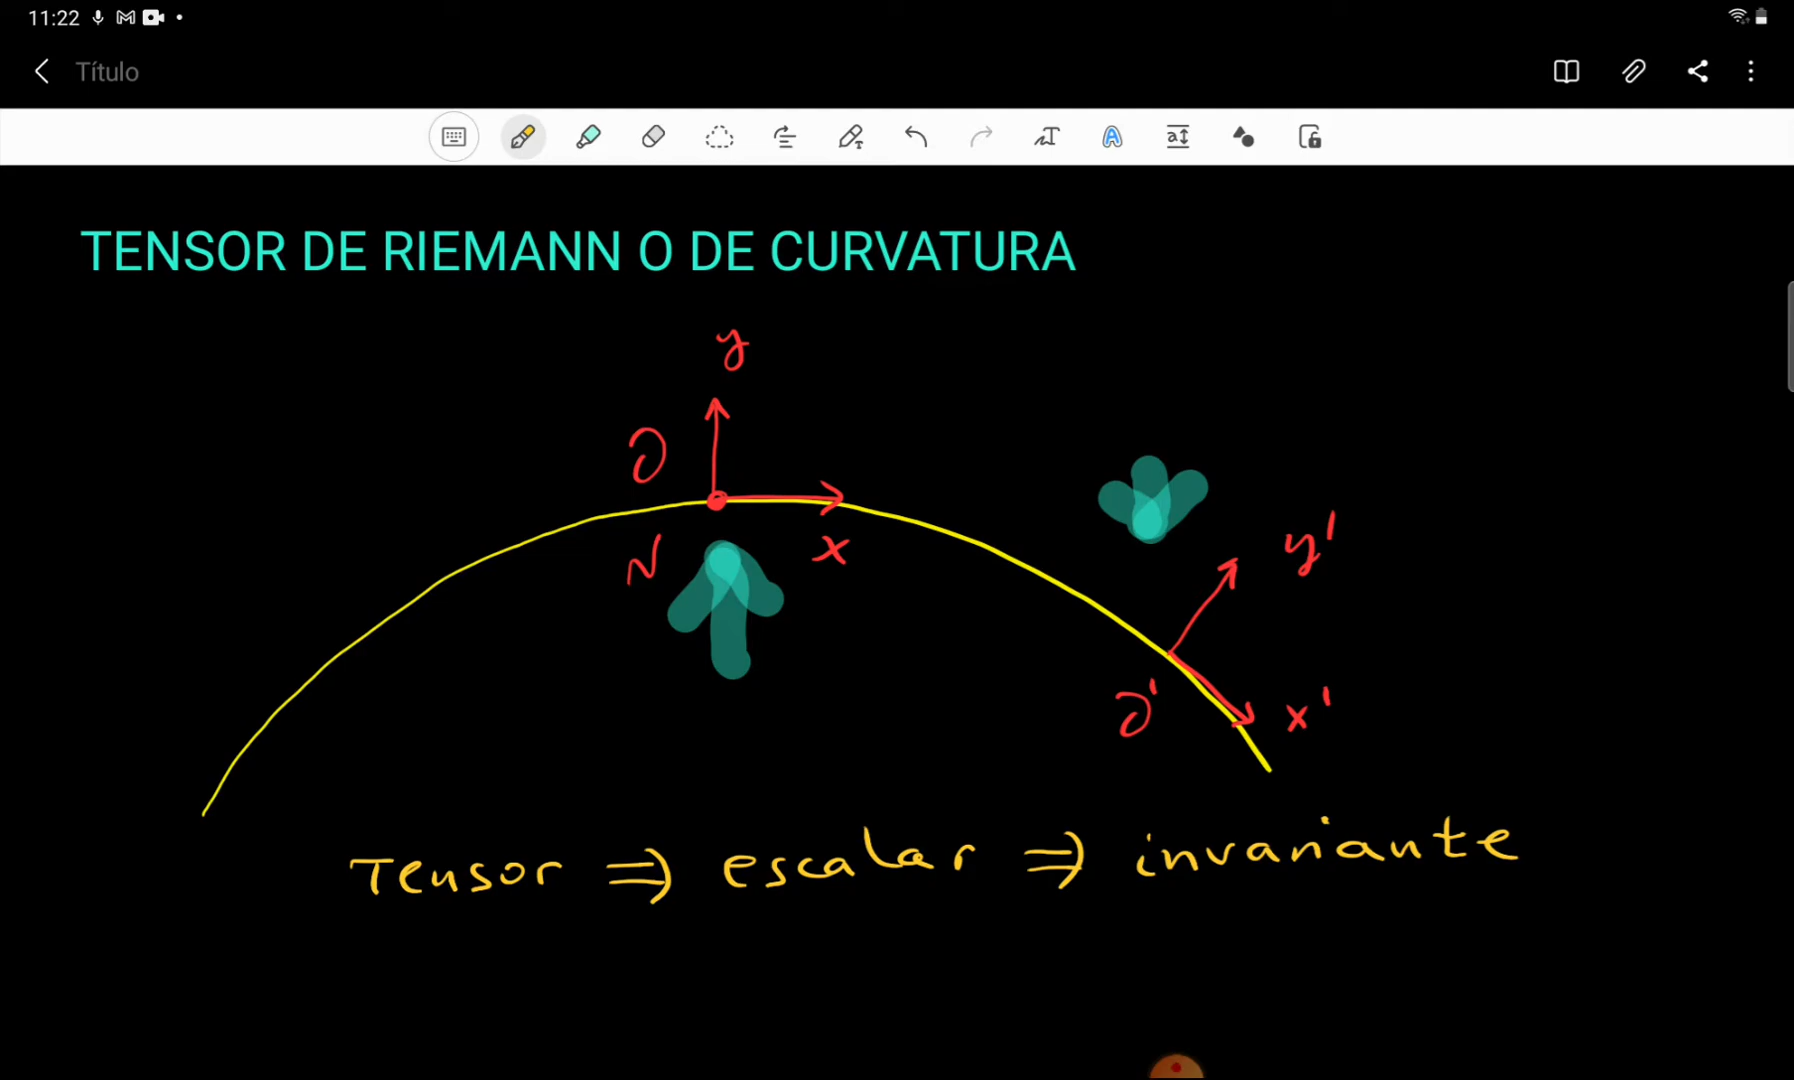 11:22
Título
TENSOR DE RIEMANN O DE CURVATURA
y
O
N
x
y'
O'
x'
Tensor ⇒ escalar ⇒ invariante